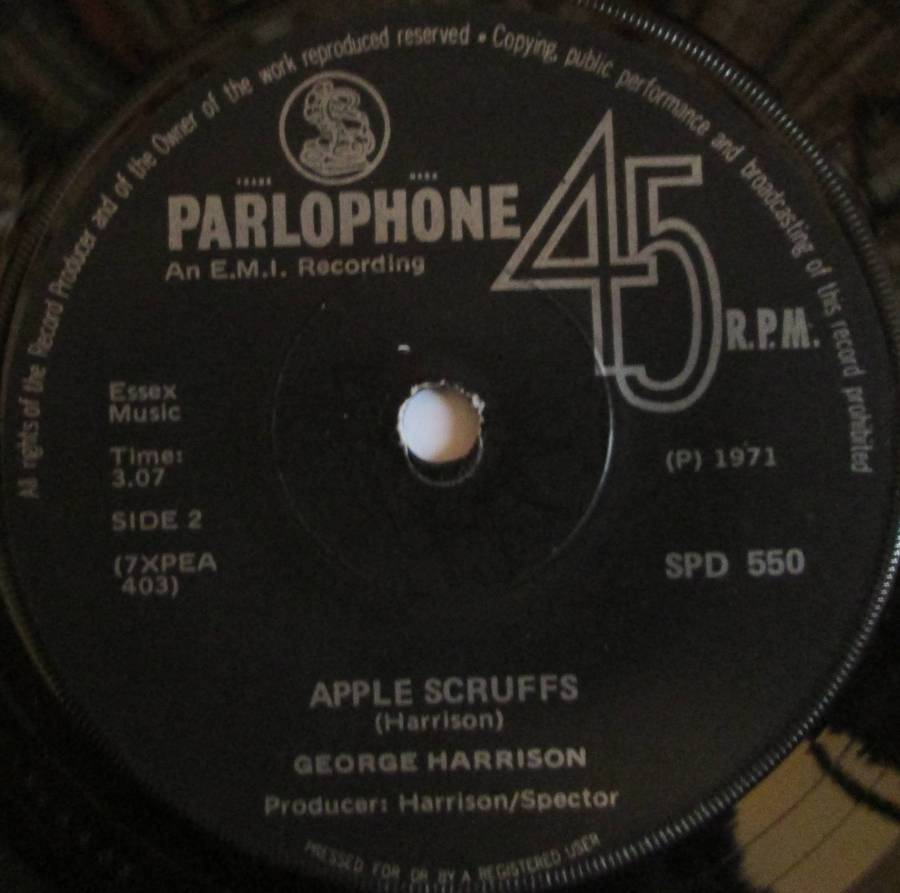 All rights of the Record Producer and of the Owner of the work reproduced reserved • Copying, public performance and broadcasting of this record prohibited
TRADE MARK
PARLOPHONE
An E.M.I. Recording
45
R.P.M.
Essex
Music
Time:
3.07
SIDE 2
(7XPEA
403)
(P) 1971
SPD 550
APPLE SCRUFFS
(Harrison)
GEORGE HARRISON
Producer: Harrison/Spector
PRESSED FOR OR BY A REGISTERED USER